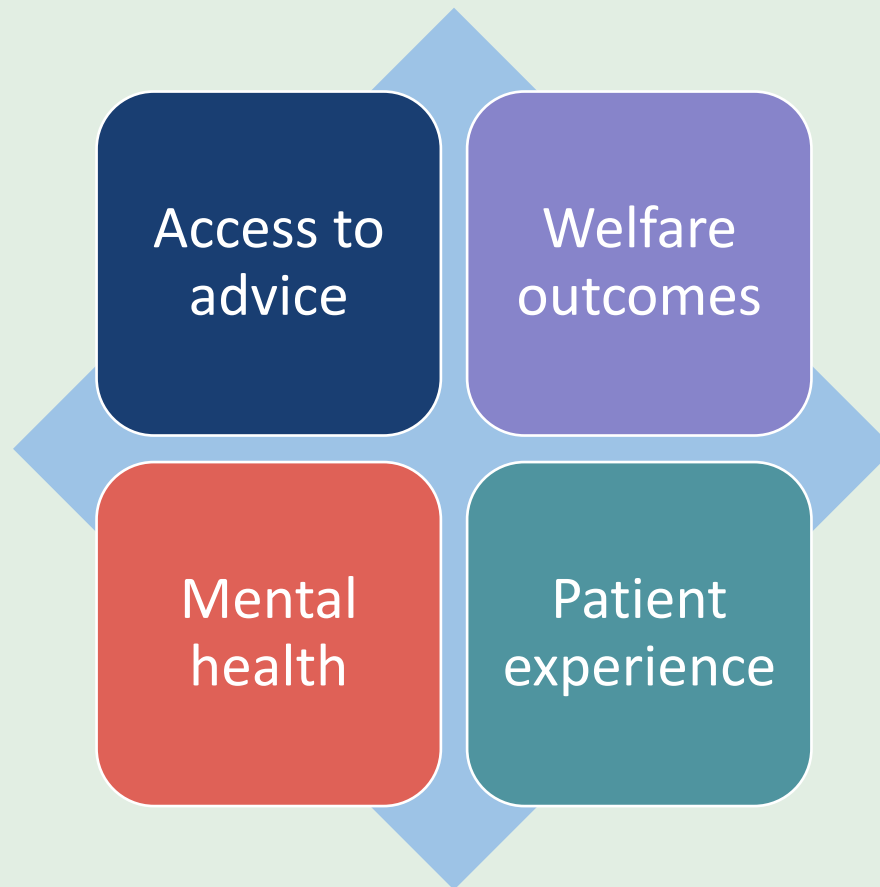 Access to
advice
Welfare
outcomes
Mental
health
Patient
experience